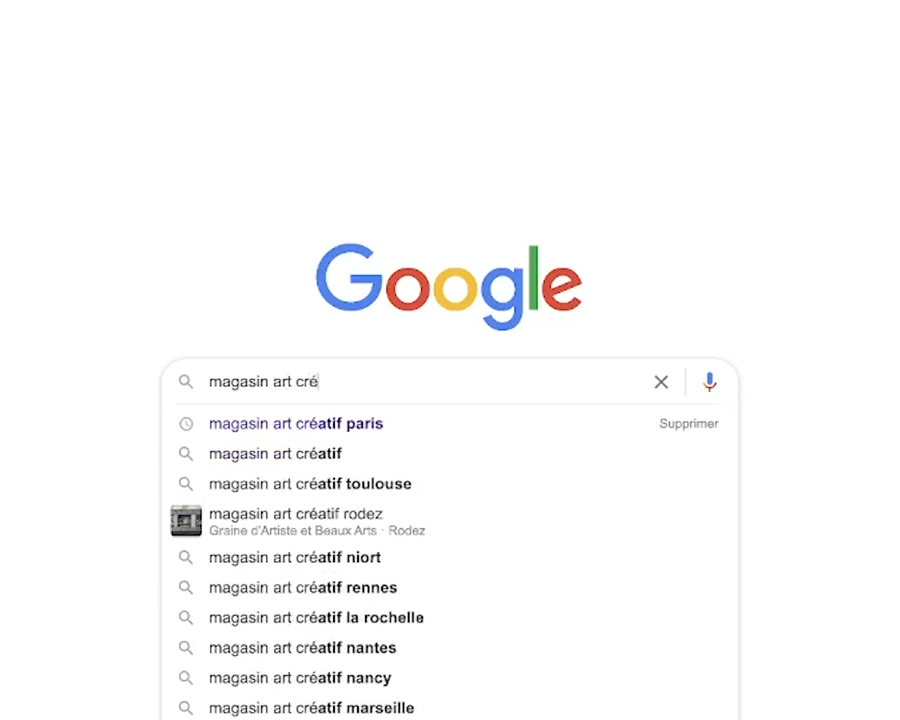 Google
magasin art cré
magasin art créatif paris
Supprimer
magasin art créatif
magasin art créatif toulouse
magasin art créatif rodez
Graine d'Artiste et Beaux Arts · Rodez
magasin art créatif niort
magasin art créatif rennes
magasin art créatif la rochelle
magasin art créatif nantes
magasin art créatif nancy
magasin art créatif marseille